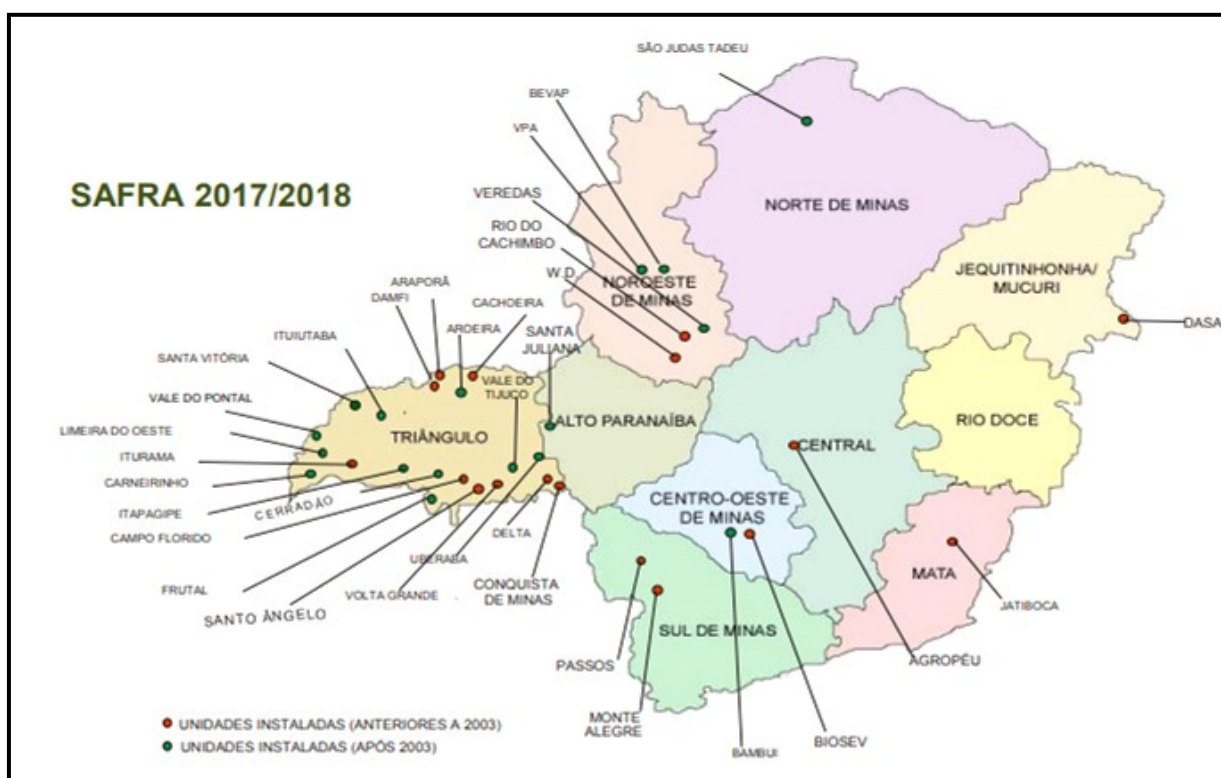 SÃO JUDAS TADEU
BEVAP
VPA
SAFRA 2017/2018
VEREDAS
RIO DO
CACHIMBO
W.D.
NORTE DE MINAS
NOROESTE
DE MINAS
JEQUITINHONHA/
MUCURI
DASA
ARAPORÃ
DAMFI
CACHOEIRA
ITUIUTABA
AROEIRA
SANTA
JULIANA
SANTA VITÓRIA
VALE DO
TIJUCO
VALE DO PONTAL
LIMEIRA DO OESTE
TRIÂNGULO
ALTO PARANAÍBA
CENTRAL
RIO DOCE
ITURAMA
CARNEIRINHO
ITAPAGIPE
CERRADÃO
CAMPO FLORIDO
CENTRO-OESTE
DE MINAS
DELTA
UBERABA
FRUTAL
VOLTA GRANDE
CONQUISTA
DE MINAS
SANTO ÂNGELO
MATA
JATIBOCA
SUL DE MINAS
PASSOS
AGROPÉU
MONTE
ALEGRE
BAMBUI
BIOSEV
UNIDADES INSTALADAS (ANTERIORES A 2003)
UNIDADES INSTALADAS (APÓS 2003)